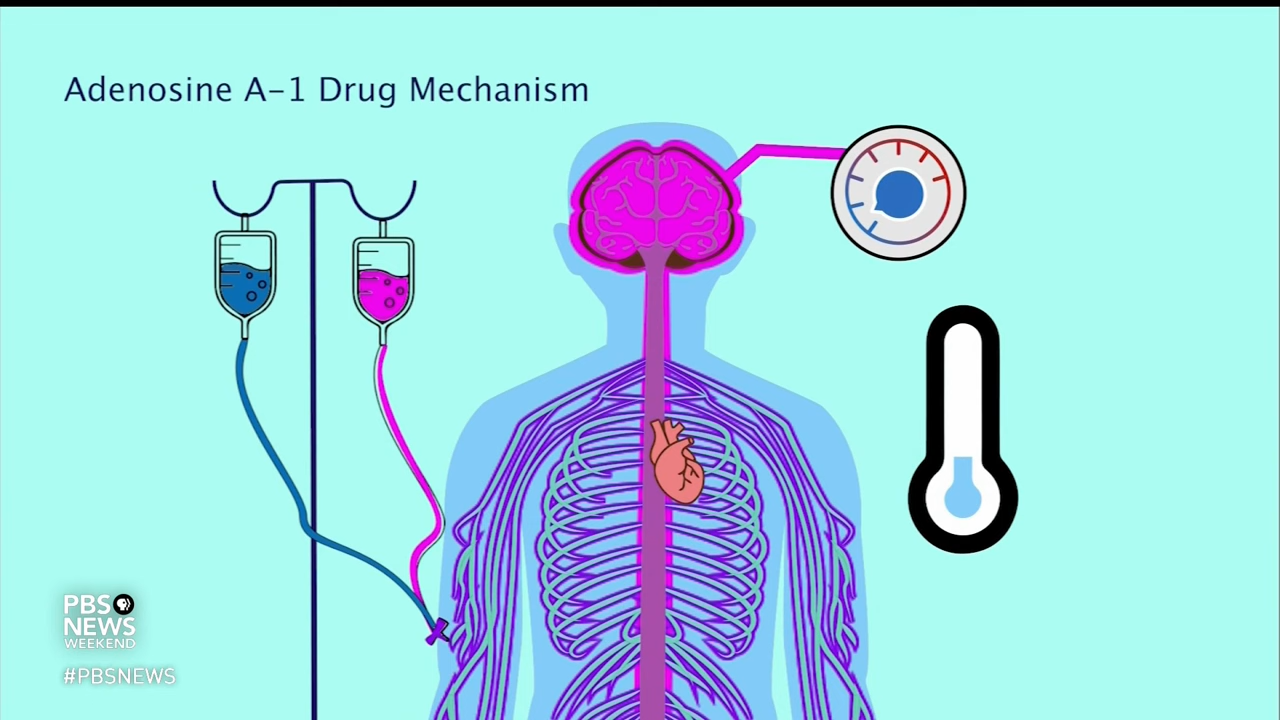 Adenosine A-1 Drug Mechanism
PBS
NEWS
WEEKEND
#PBSNEWS